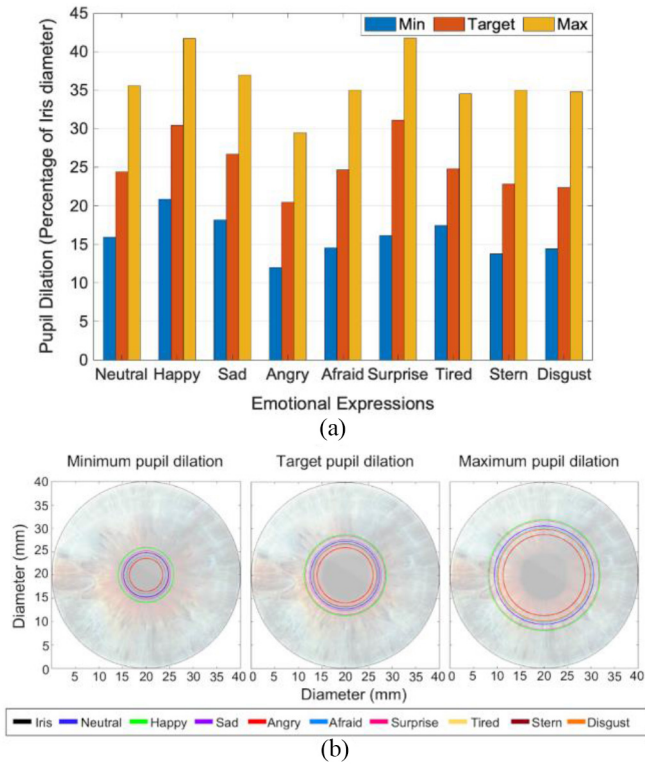 Min Target Max
Pupil Dilation (Percentage of Iris diameter)
45
40
35
30
25
20
15
10
5
0
Neutral Happy Sad Angry Afraid Surprise Tired Stern Disgust
Emotional Expressions
(a)
Minimum pupil dilation Target pupil dilation Maximum pupil dilation
Diameter (mm)
40
35
30
25
20
15
10
5
0
5 10 15 20 25 30 35 40 0 5 10 15 20 25 30 35 40 0 5 10 15 20 25 30 35 40
Diameter (mm)
Iris Neutral Happy Sad Angry Afraid Surprise Tired Stern Disgust
(b)